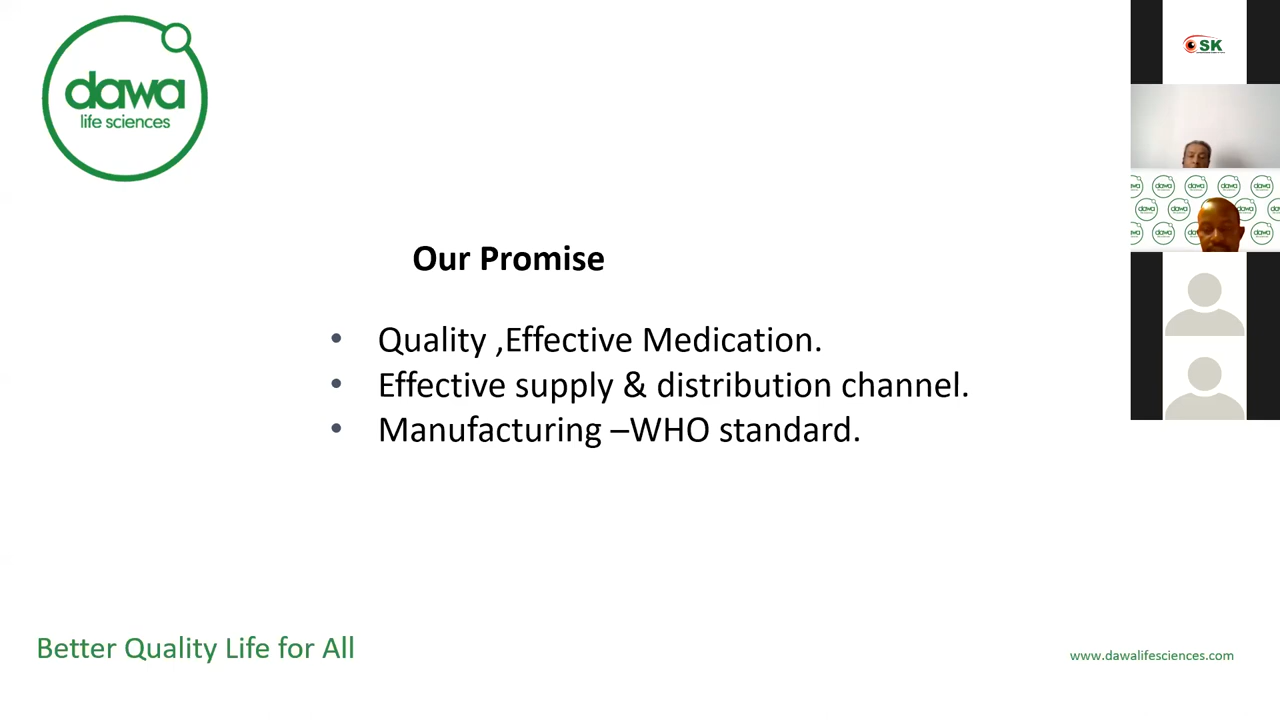 dawa
life sciences
OSK
Our Promise
• Quality ,Effective Medication.
• Effective supply & distribution channel.
• Manufacturing –WHO standard.
Better Quality Life for All
www.dawalifesciences.com